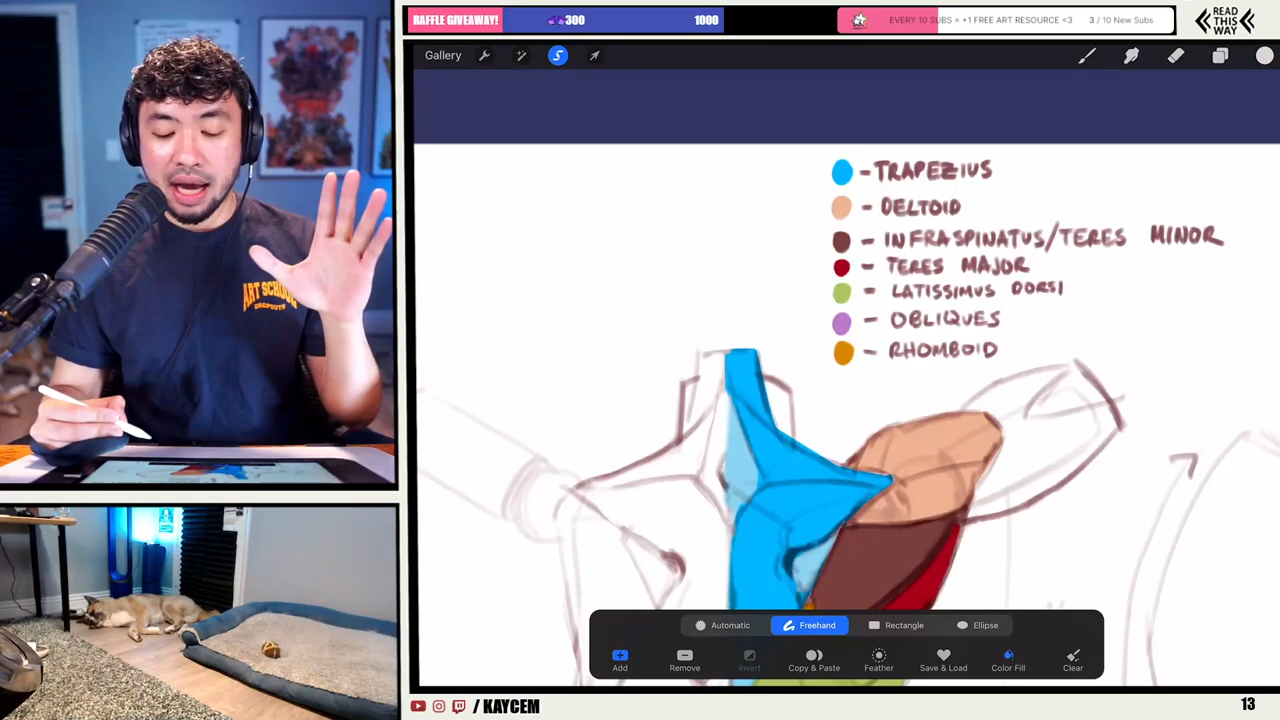 RAFFLE GIVEAWAY!
300
1000
EVERY 10 SUBS = +1 FREE ART RESOURCE <3
3 / 10 New Subs
READ
THIS
WAY
Gallery
- TRAPEZIUS
- DELTOID
- INFRASPINATUS/TERES MINOR
- TERES MAJOR
- LATISSIMUS DORSI
- OBLIQUES
- RHOMBOID
ART SCHOOL
DROPOUTS
Automatic
Freehand
Rectangle
Ellipse
Add
Remove
Invert
Copy & Paste
Feather
Save & Load
Color Fill
Clear
/ KAYCEM
13